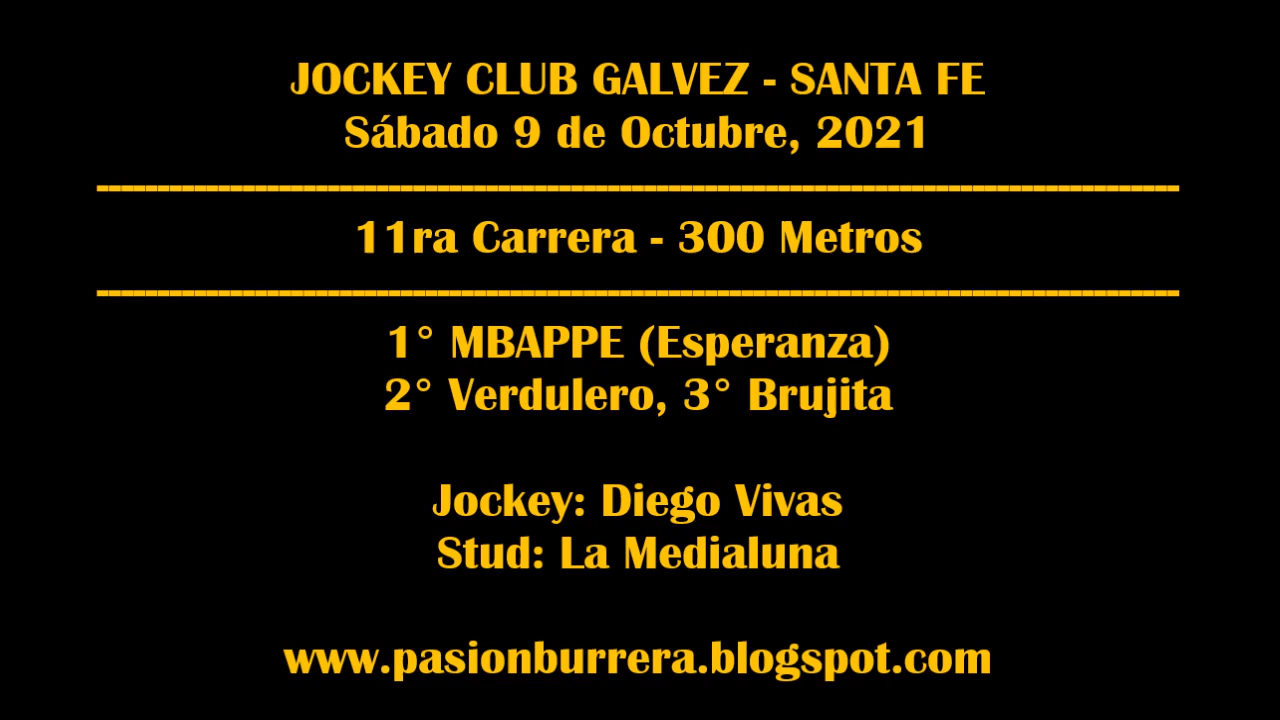 JOCKEY CLUB GALVEZ - SANTA FE
Sábado 9 de Octubre, 2021
11ra Carrera - 300 Metros
1° MBAPPE (Esperanza)
2° Verdulero, 3° Brujita
Jockey: Diego Vivas
Stud: La Medialuna
www.pasionburrera.blogspot.com